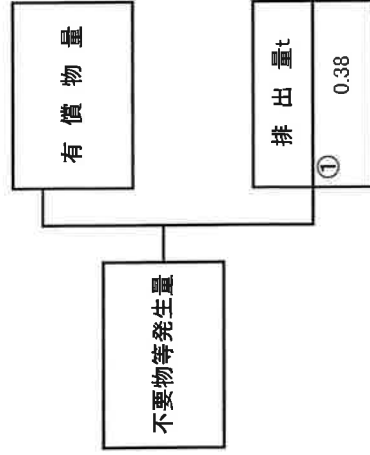 不要物等発生量
有償物量
排出量t
①
0.38